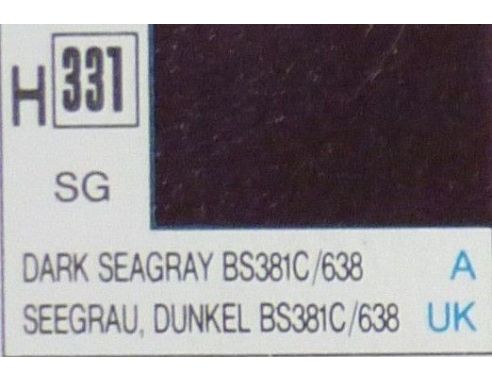 H 331
SG
DARK SEAGRAY BS381C/638 A
SEEGRAU, DUNKEL BS381C/638 UK